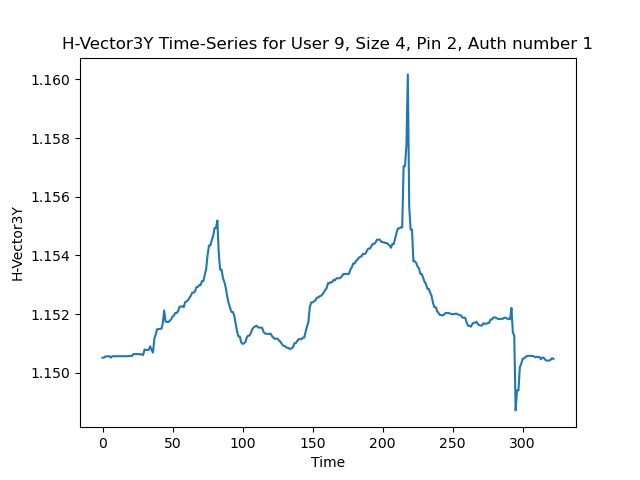 H-Vector3Y Time-Series for User 9, Size 4, Pin 2, Auth number 1
1.160
1.158
1.156
1.154
1.152
1.150
H-Vector3Y
0 50 100 150 200 250 300
Time